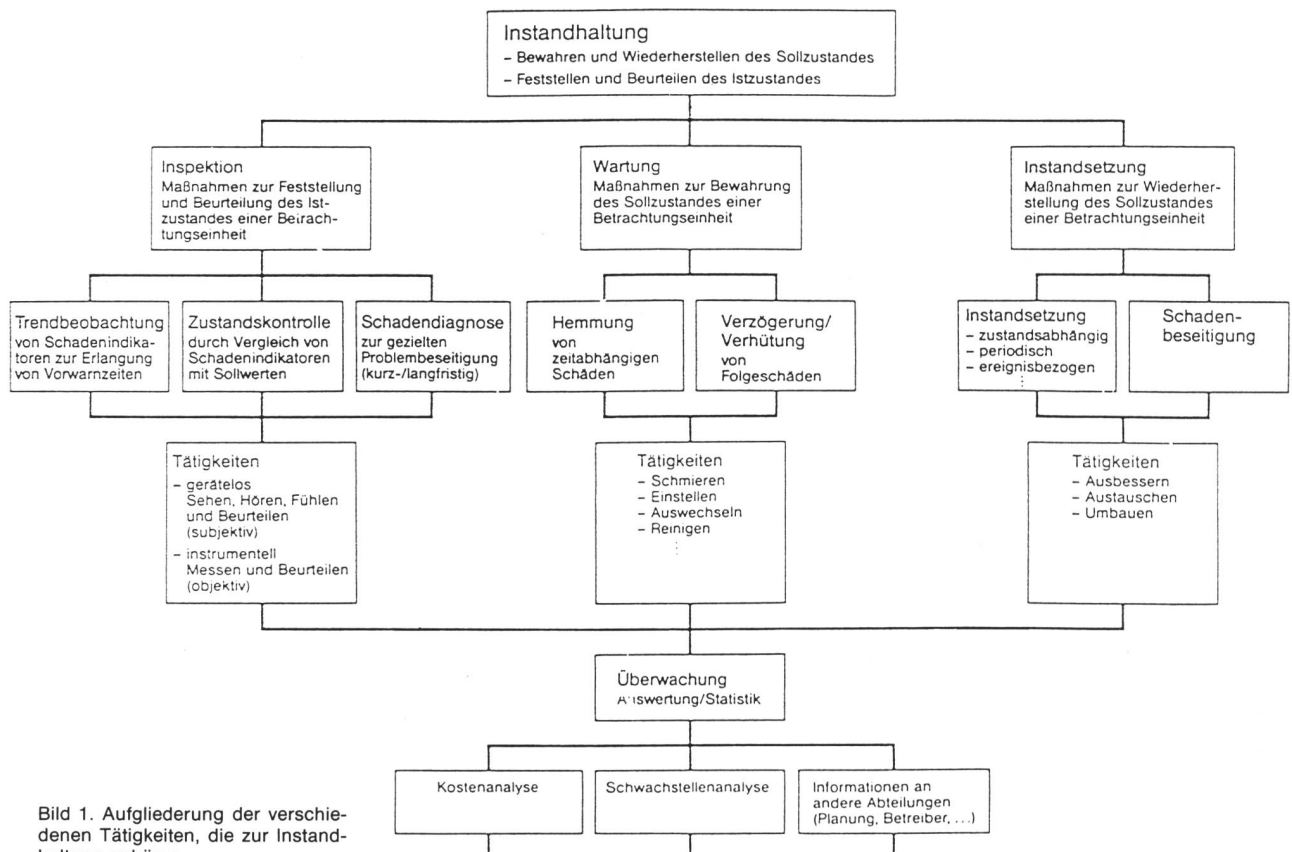 Instandhaltung
– Bewahren und Wiederherstellen des Sollzustandes
– Feststellen und Beurteilen des Istzustandes
Inspektion
Maßnahmen zur Feststellung
und Beurteilung des Ist-
zustandes einer Betrach-
tungseinheit
Wartung
Maßnahmen zur Bewahrung
des Sollzustandes einer
Betrachtungseinheit
Instandsetzung
Maßnahmen zur Wiederher-
stellung des Sollzustandes
einer Betrachtungseinheit
Trendbeobachtung
von Schadenindika-
toren zur Erlangung
von Vorwarnzeiten
Zustandskontrolle
durch Vergleich von
Schadenindikatoren
mit Sollwerten
Schadendiagnose
zur gezielten
Problembeseitigung
(kurz-/langfristig)
Hemmung
von
zeitabhängigen
Schäden
Verzögerung/
Verhütung
von
Folgeschäden
Instandsetzung
– zustandsabhängig
– periodisch
– ereignisbezogen
⋮
Schaden-
beseitigung
Tätigkeiten
– gerätelos
Sehen, Hören, Fühlen
und Beurteilen
(subjektiv)
– instrumentell
Messen und Beurteilen
(objektiv)
Tätigkeiten
– Schmieren
– Einstellen
– Auswechseln
– Reinigen
⋮
Tätigkeiten
– Ausbessern
– Austauschen
– Umbauen
Überwachung
Auswertung/Statistik
Kostenanalyse
Schwachstellenanalyse
Informationen an
andere Abteilungen
(Planung, Betreiber, ...)
Bild 1. Aufgliederung der verschie-
denen Tätigkeiten, die zur Instand-